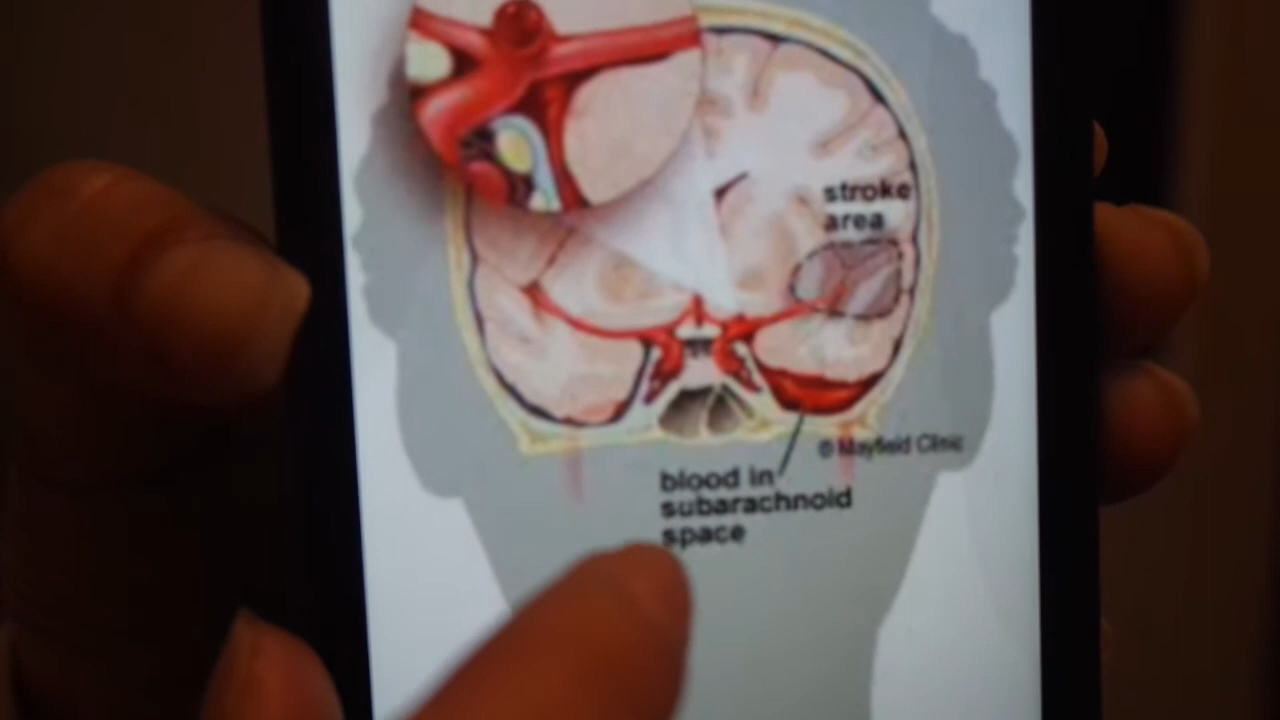 stroke
area
© Mayfield Clinic
blood in
subarachnoid
space